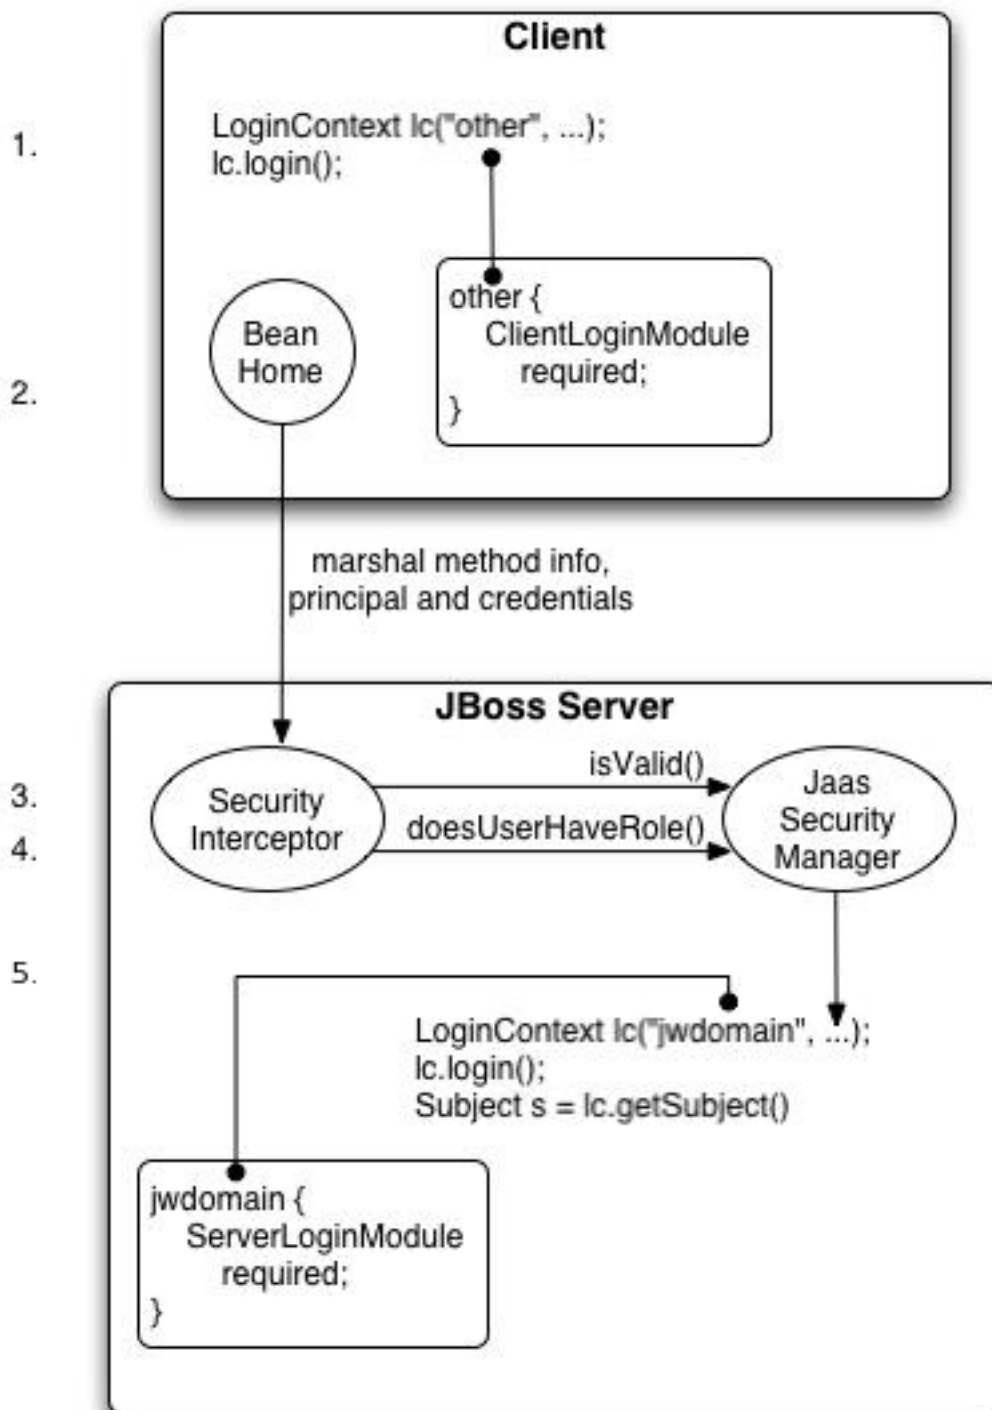 Client
1.
LoginContext lc("other", ...);
lc.login();
other {
ClientLoginModule
required;
}
Bean
Home
2.
marshal method info,
principal and credentials
JBoss Server
isValid()
3.
Security
Interceptor
Jaas
Security
Manager
doesUserHaveRole()
4.
5.
LoginContext lc("jwdomain", ...);
lc.login();
Subject s = lc.getSubject()
jwdomain {
ServerLoginModule
required;
}